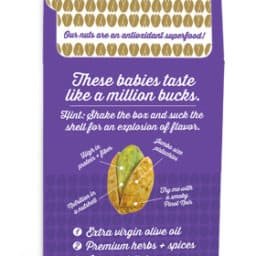 Our nuts are an antioxidant superfood!
These babies taste
like a million bucks.
Hint: Shake the box and suck the
shell for an explosion of flavor.
High in
protein + fiber
Jumbo size
pistachios
Nutrition in
a nutshell
Try me with
a smoky
Pinot Noir
1 Extra virgin olive oil
2 Premium herbs + spices